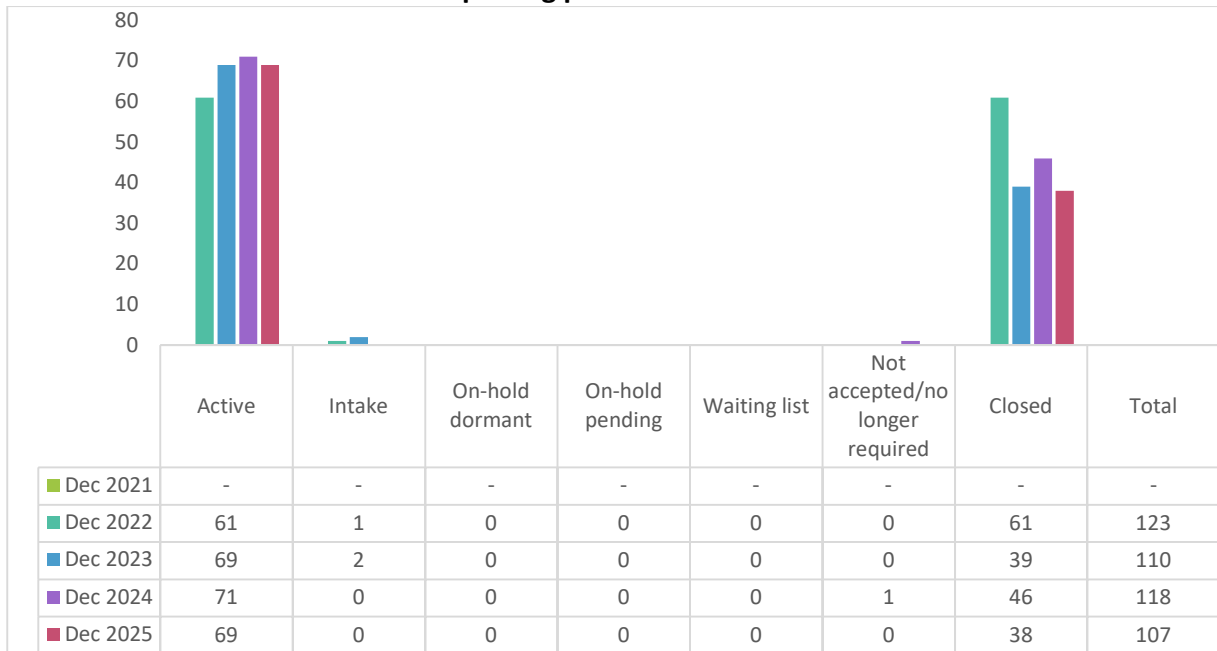 80
70
60
50
40
30
20
10
0
Active Intake On-hold dormant On-hold pending Waiting list Not accepted/no longer required Closed Total
Dec 2021 - - - - - - - -
Dec 2022 61 1 0 0 0 0 61 123
Dec 2023 69 2 0 0 0 0 39 110
Dec 2024 71 0 0 0 0 1 46 118
Dec 2025 69 0 0 0 0 0 38 107